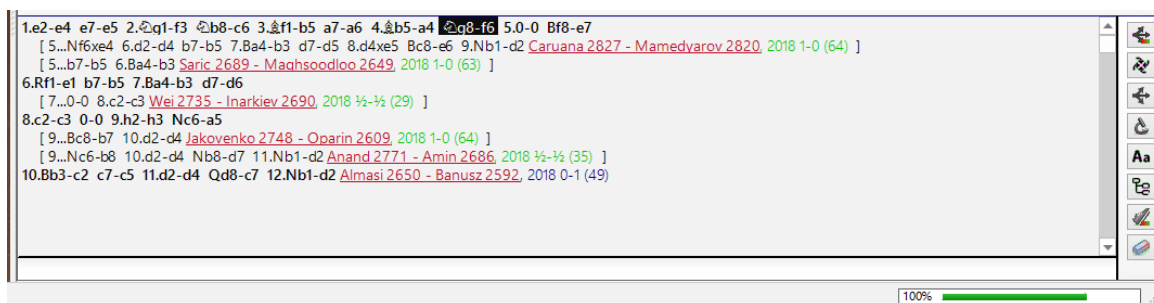 1.e2-e4 e7-e5 2.♘g1-f3 ♘b8-c6 3.♗f1-b5 a7-a6 4.♗b5-a4 ♘g8-f6 5.0-0 Bf8-e7
[ 5...Nf6xe4 6.d2-d4 b7-b5 7.Ba4-b3 d7-d5 8.d4xe5 Bc8-e6 9.Nb1-d2 Caruana 2827 - Mamedyarov 2820, 2018 1-0 (64) ]
[ 5...b7-b5 6.Ba4-b3 Saric 2689 - Maghsoodloo 2649, 2018 1-0 (63) ]
6.Rf1-e1 b7-b5 7.Ba4-b3 d7-d6
[ 7...0-0 8.c2-c3 Wei 2735 - Inarkiev 2690, 2018 ½-½ (29) ]
8.c2-c3 0-0 9.h2-h3 Nc6-a5
[ 9...Bc8-b7 10.d2-d4 Jakovenko 2748 - Oparin 2609, 2018 1-0 (64) ]
[ 9...Nc6-b8 10.d2-d4 Nb8-d7 11.Nb1-d2 Anand 2771 - Amin 2686, 2018 ½-½ (35) ]
10.Bb3-c2 c7-c5 11.d2-d4 Qd8-c7 12.Nb1-d2 Almasi 2650 - Banusz 2592, 2018 0-1 (49)
Aa
100%